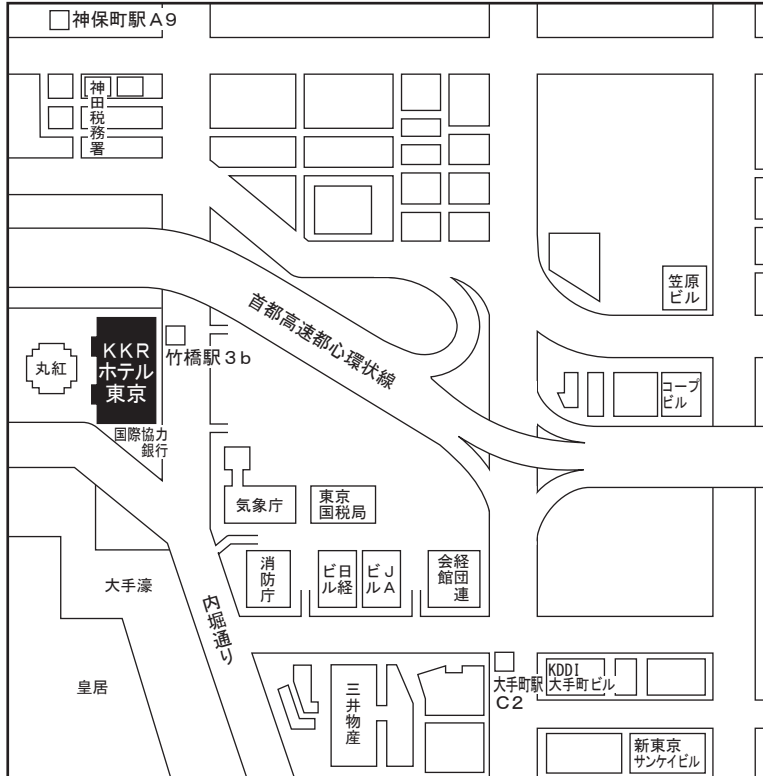 神保町駅A9
神田税務署
首都高速都心環状線
笠原
ビル
丸紅
KKR
ホテル
東京
竹橋駅3b
コープ
ビル
国際協力
銀行
気象庁
東京
国税局
消防庁
日経
ビル
JA
ビル
経団連
会館
大手濠
内堀通り
皇居
三井物産
大手町駅
C2
KDDI
大手町ビル
新東京
サンケイビル